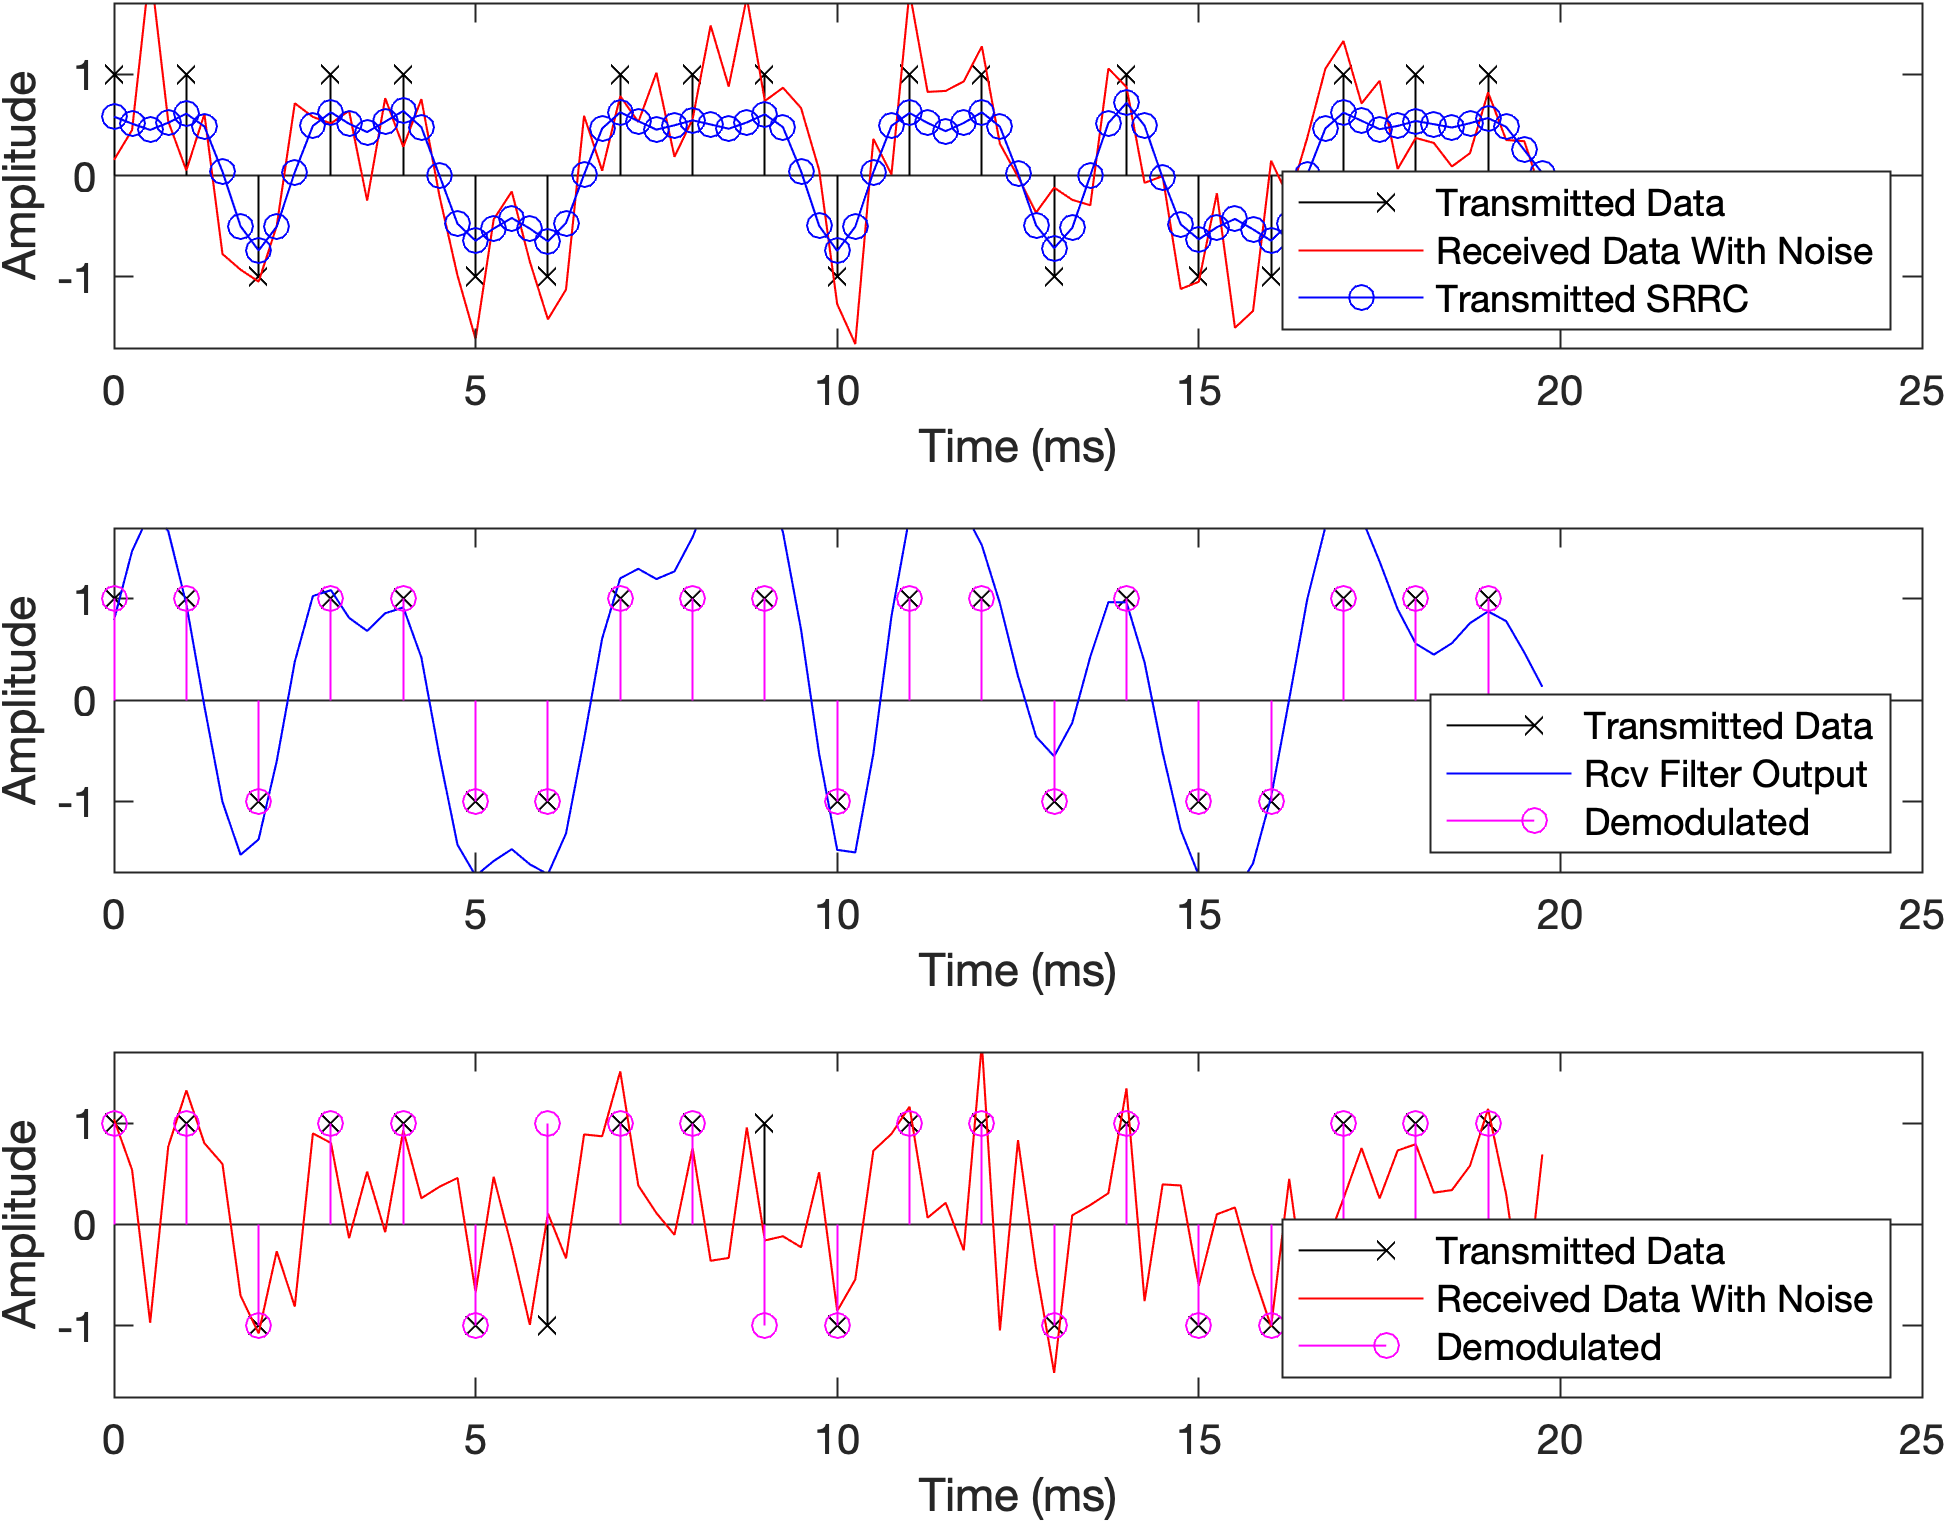 Amplitude
1
0
-1
Transmitted Data
Received Data With Noise
Transmitted SRRC
0 5 10 15 20 25
Time (ms)
Amplitude
1
0
-1
Transmitted Data
Rcv Filter Output
Demodulated
0 5 10 15 20 25
Time (ms)
Amplitude
1
0
-1
Transmitted Data
Received Data With Noise
Demodulated
0 5 10 15 20 25
Time (ms)